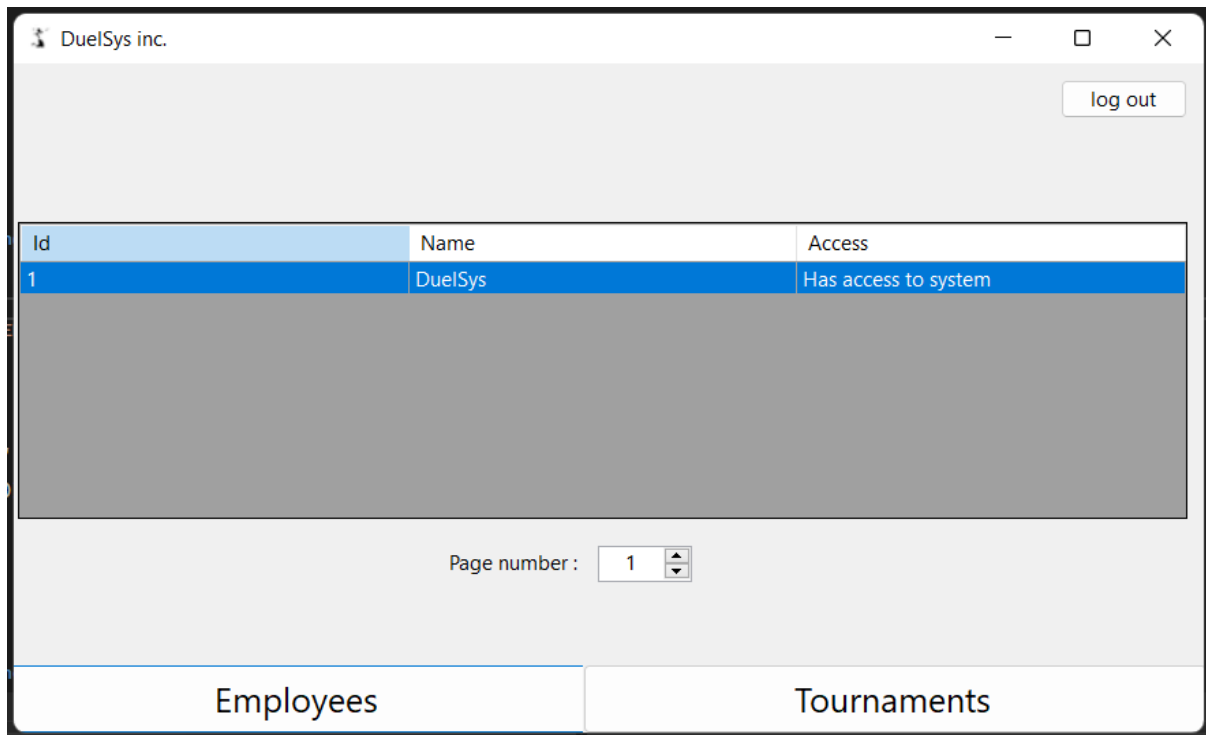 DuelSys inc.
log out
Id Name Access
1 DuelSys Has access to system
Page number : 1
Employees Tournaments